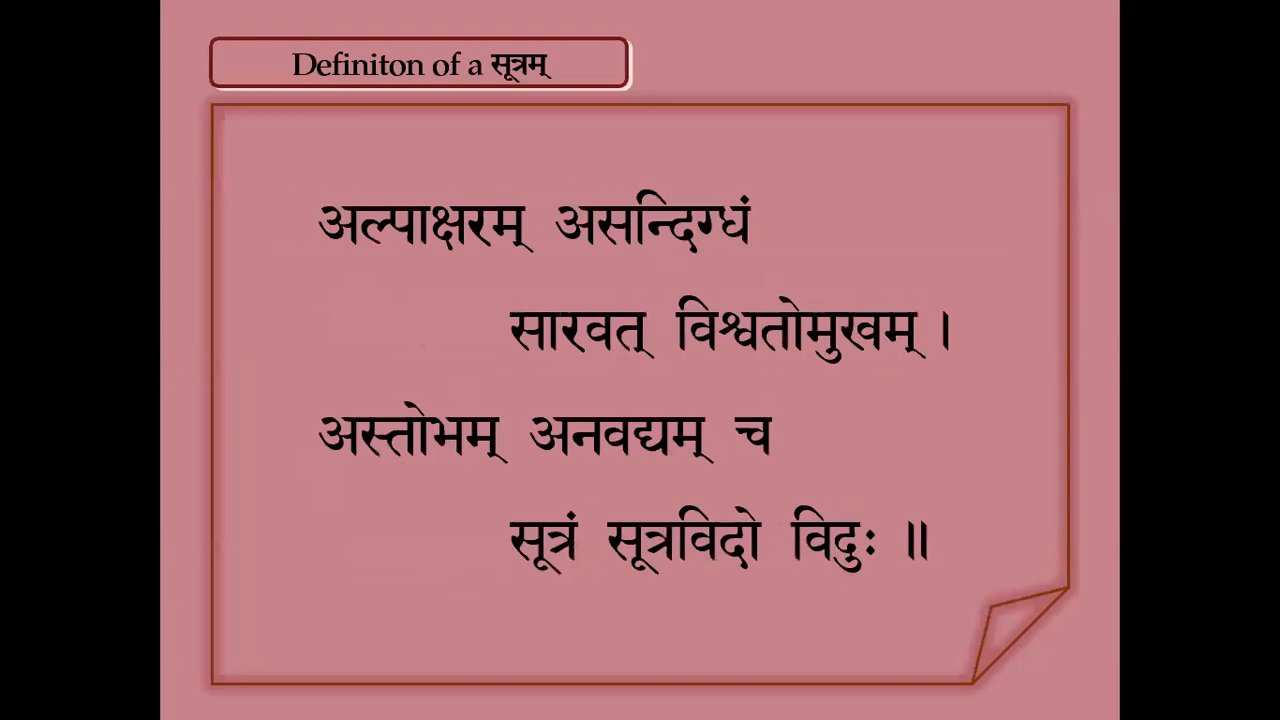 Definiton of a सूत्रम्
अल्पाक्षरम् असन्दिग्धं
सारवत् विश्वतोमुखम् ।
अस्तोभम् अनवद्यम् च
सूत्रं सूत्रविदो विदुः ॥